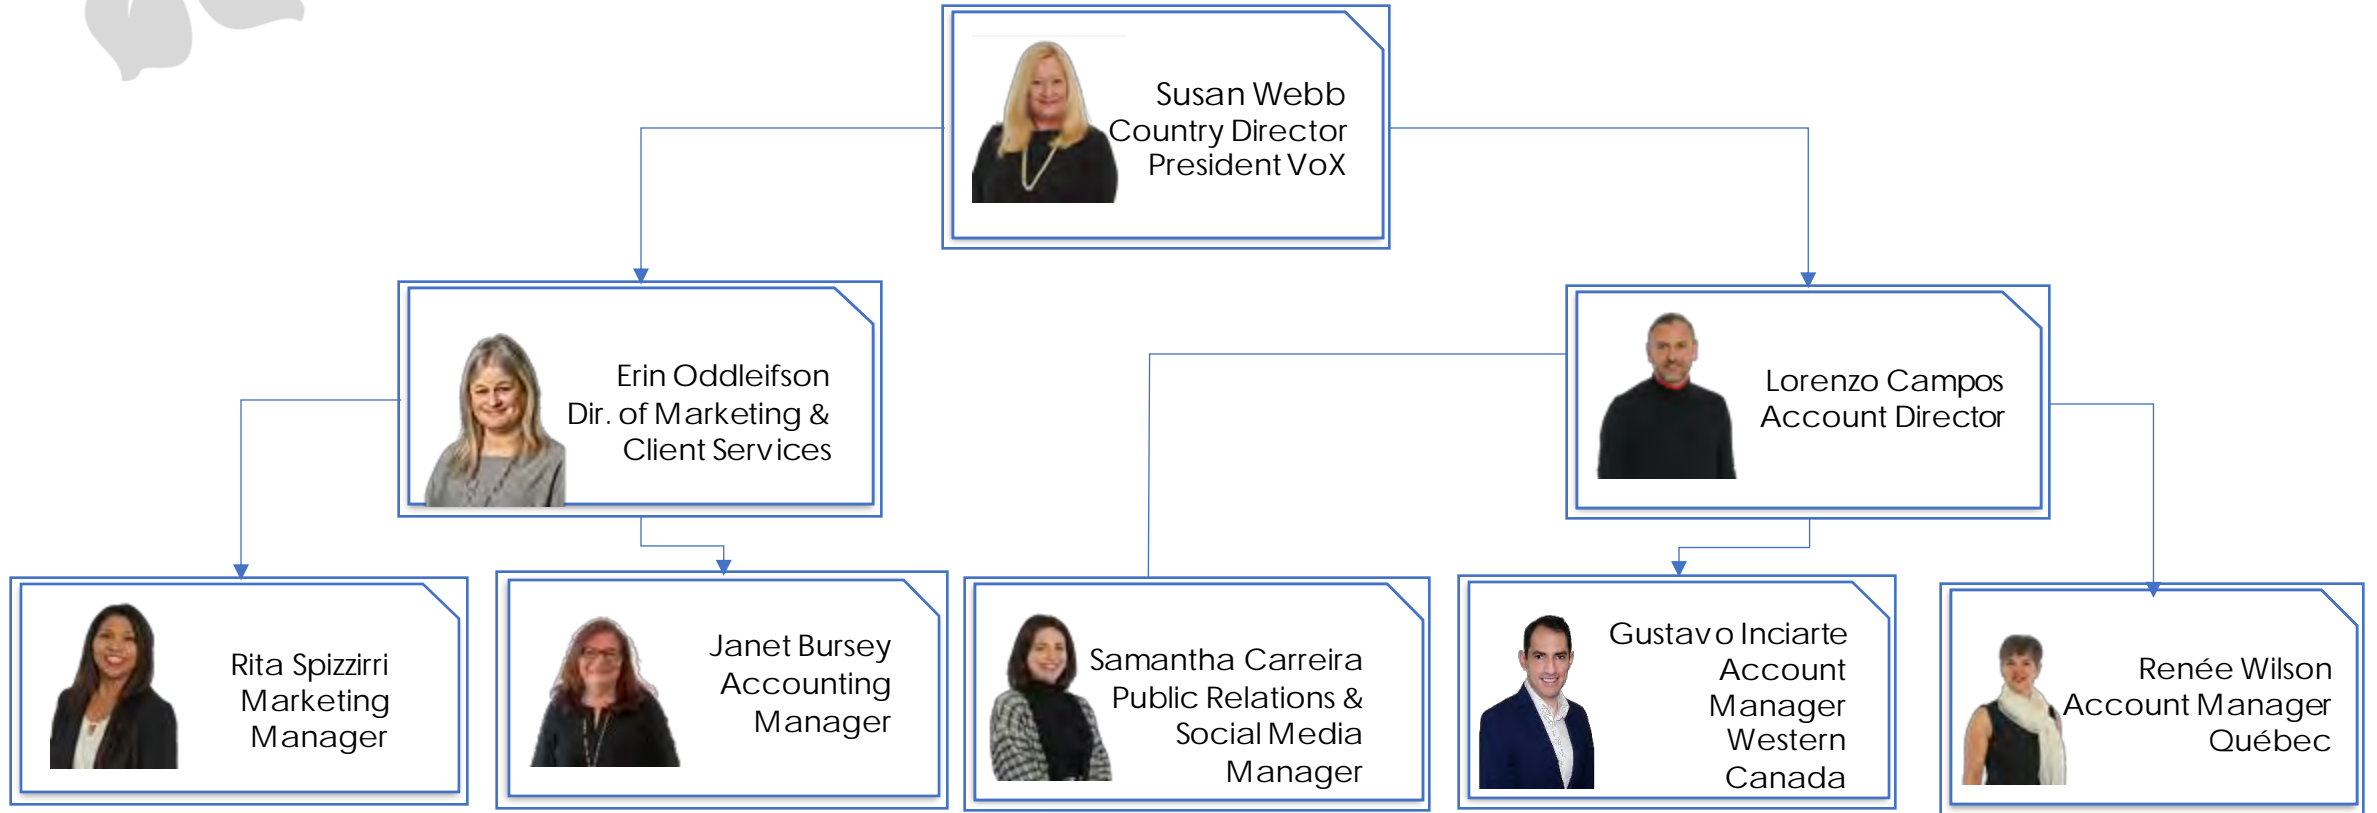 Susan Webb
Country Director
President VoX
Erin Oddleifson
Dir. of Marketing &
Client Services
Lorenzo Campos
Account Director
Rita Spizzirri
Marketing
Manager
Janet Bursey
Accounting
Manager
Samantha Carreira
Public Relations &
Social Media
Manager
Gustavo Inciarte
Account
Manager
Western
Canada
Renée Wilson
Account Manager
Québec